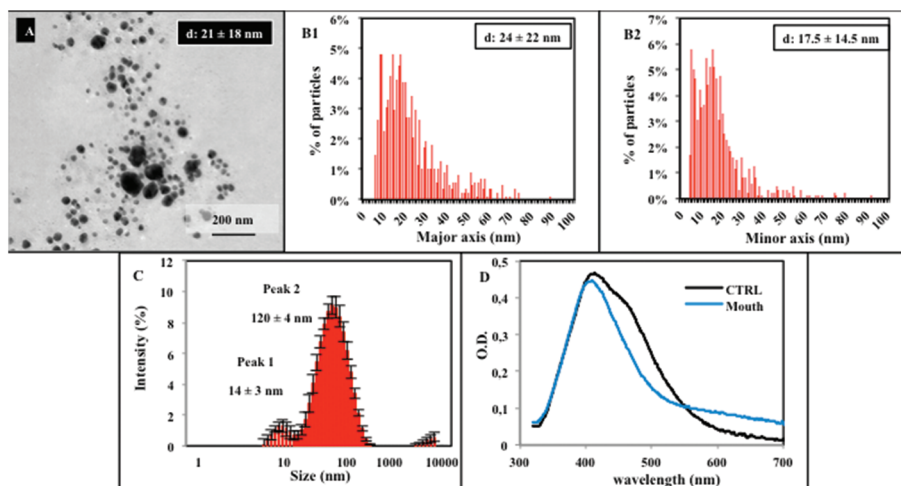 A
d: 21 ± 18 nm
200 nm
B1
d: 24 ± 22 nm
6%
5%
4%
3%
2%
1%
0%
% of particles
0 10 20 30 40 50 60 70 80 90 100
Major axis (nm)
B2
d: 17.5 ± 14.5 nm
7%
6%
5%
4%
3%
2%
1%
0%
% of particles
0 10 20 30 40 50 60 70 80 90 100
Minor axis (nm)
C
12
10
8
6
4
2
0
Intensity (%)
Peak 2
120 ± 4 nm
Peak 1
14 ± 3 nm
1 10 100 1000 10000
Size (nm)
D
0,5
0,4
0,3
0,2
0,1
0
O.D.
CTRL
Mouth
300 400 500 600 700
wavelength (nm)